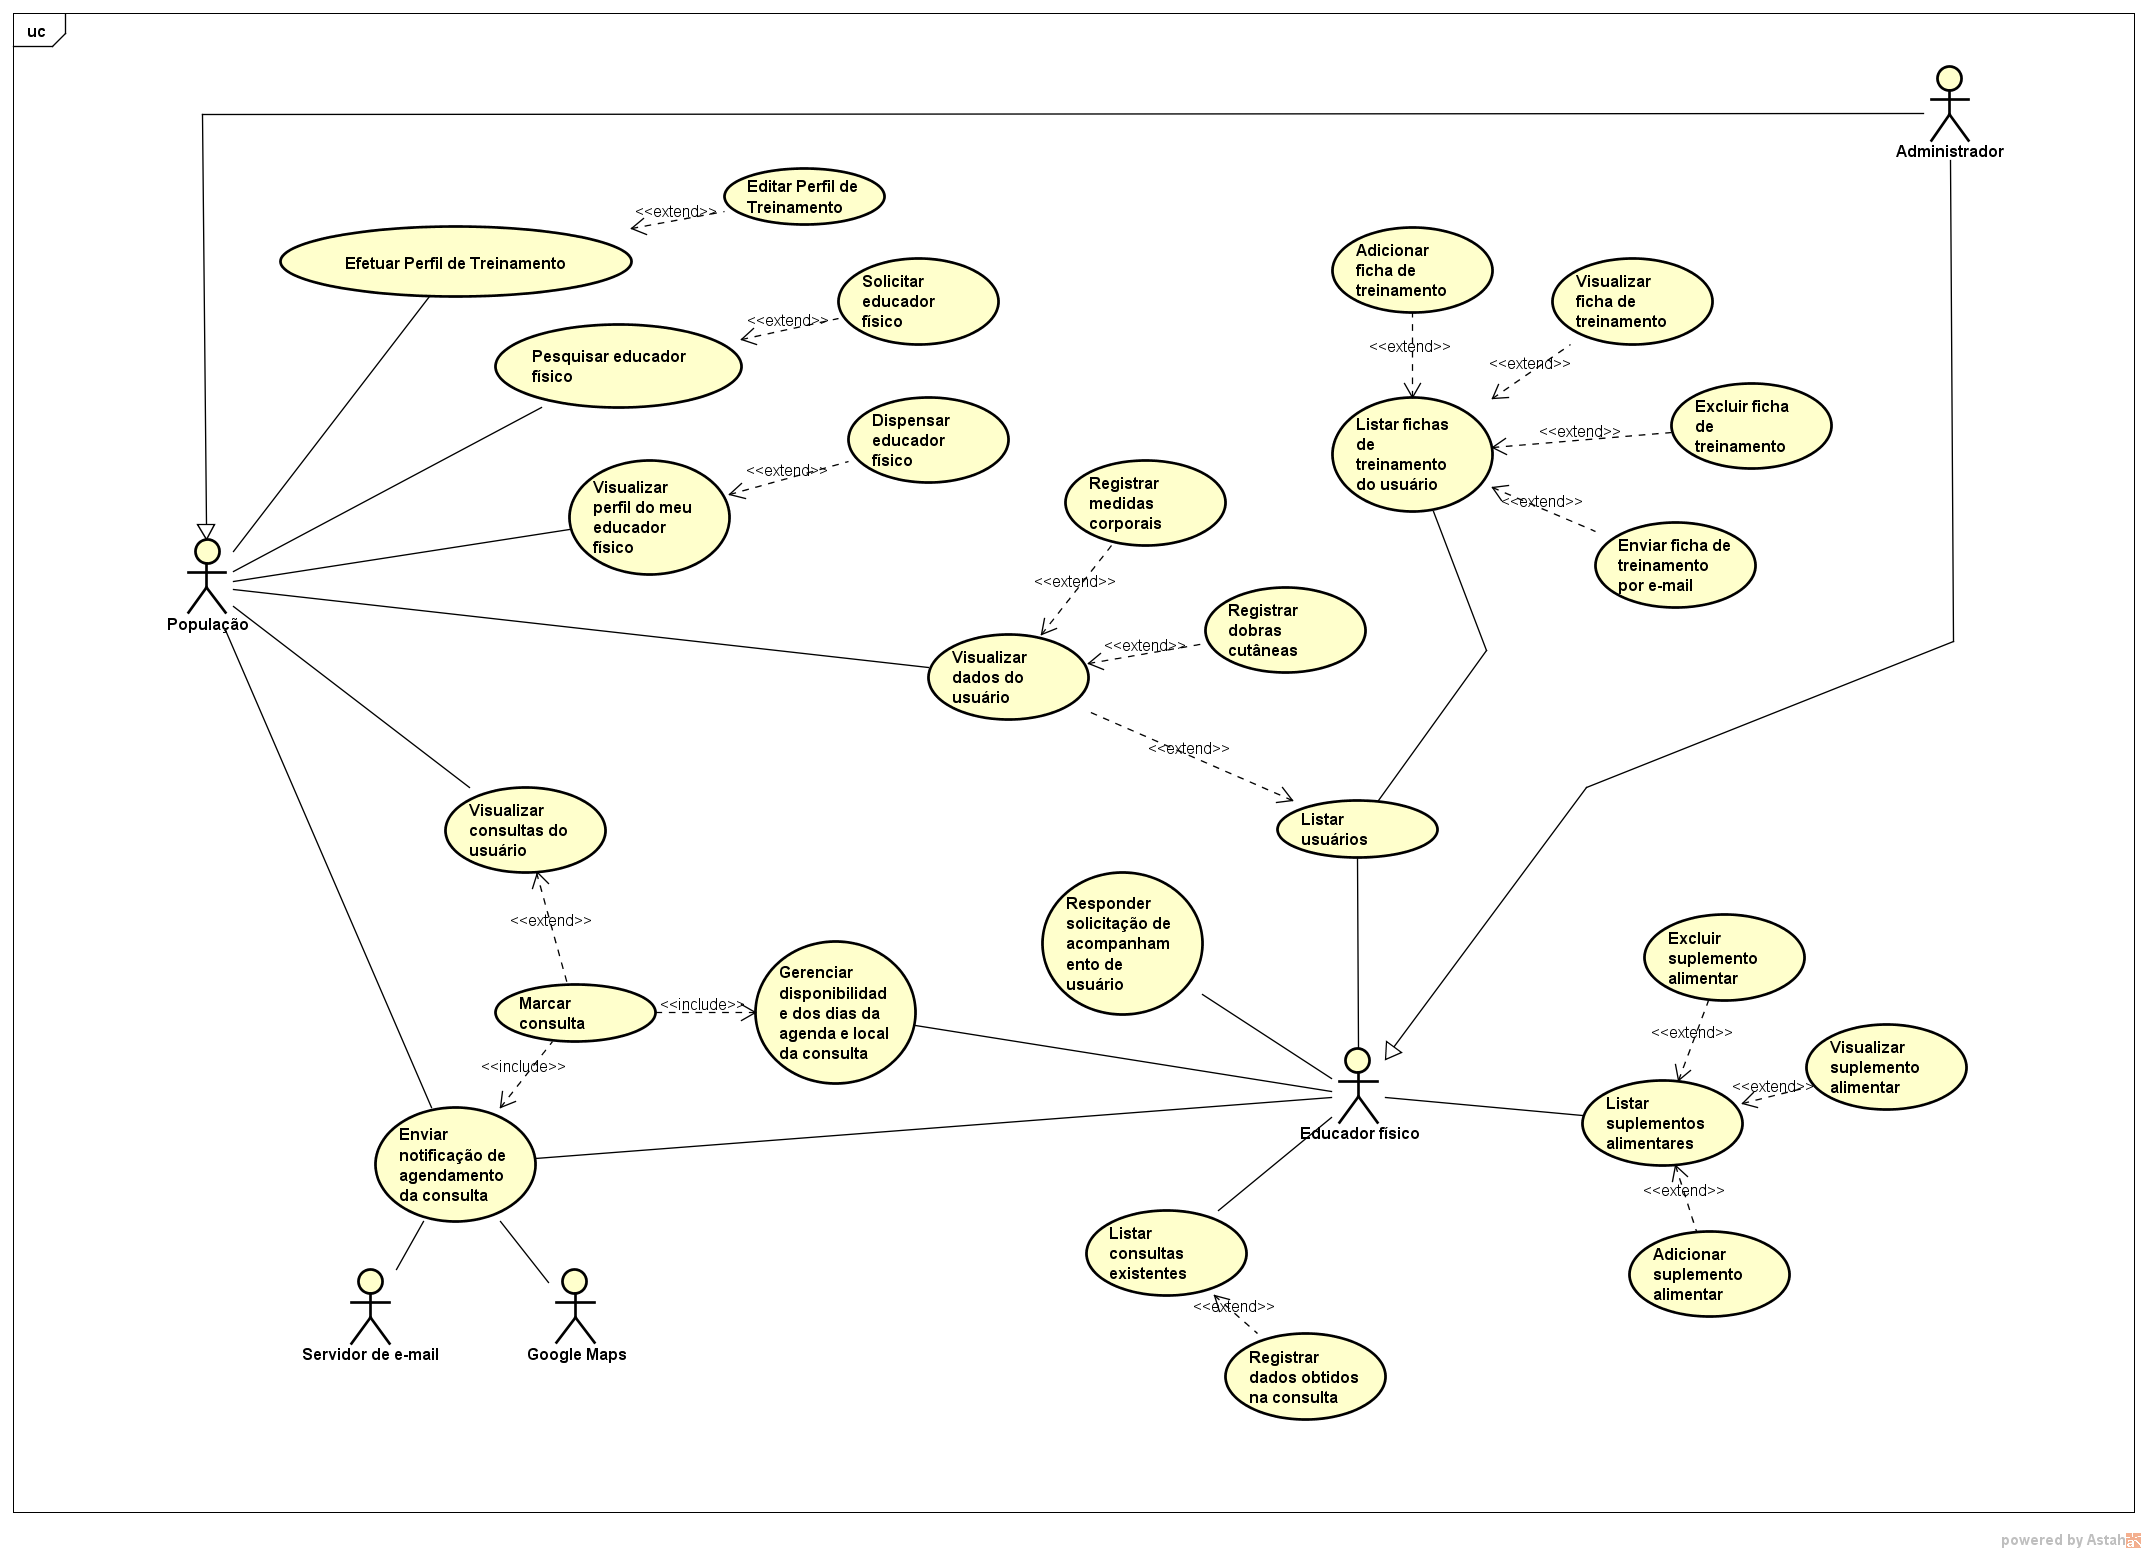 uc
Administrador
Editar Perfil de
Treinamento
<<extend>>
Efetuar Perfil de Treinamento
Solicitar
educador
físico
<<extend>>
Pesquisar educador
físico
Dispensar
educador
físico
<<extend>>
Visualizar
perfil do meu
educador
físico
População
Adicionar
ficha de
treinamento
<<extend>>
Visualizar
ficha de
treinamento
<<extend>>
Excluir ficha
de
treinamento
<<extend>>
Listar fichas
de
treinamento
do usuário
<<extend>>
Enviar ficha de
treinamento
por e-mail
Registrar
medidas
corporais
<<extend>>
Registrar
dobras
cutâneas
<<extend>>
Visualizar
dados do
usuário
<<extend>>
Listar
usuários
Visualizar
consultas do
usuário
<<extend>>
Marcar
consulta
<<include>>
Gerenciar
disponibilidad
e dos dias da
agenda e local
da consulta
<<include>>
Responder
solicitação de
acompanham
ento de
usuário
Educador físico
Excluir
suplemento
alimentar
<<extend>>
Visualizar
suplemento
alimentar
<<extend>>
Listar
suplementos
alimentares
<<extend>>
Adicionar
suplemento
alimentar
Enviar
notificação de
agendamento
da consulta
Servidor de e-mail
Google Maps
Listar
consultas
existentes
<<extend>>
Registrar
dados obtidos
na consulta
powered by Astah